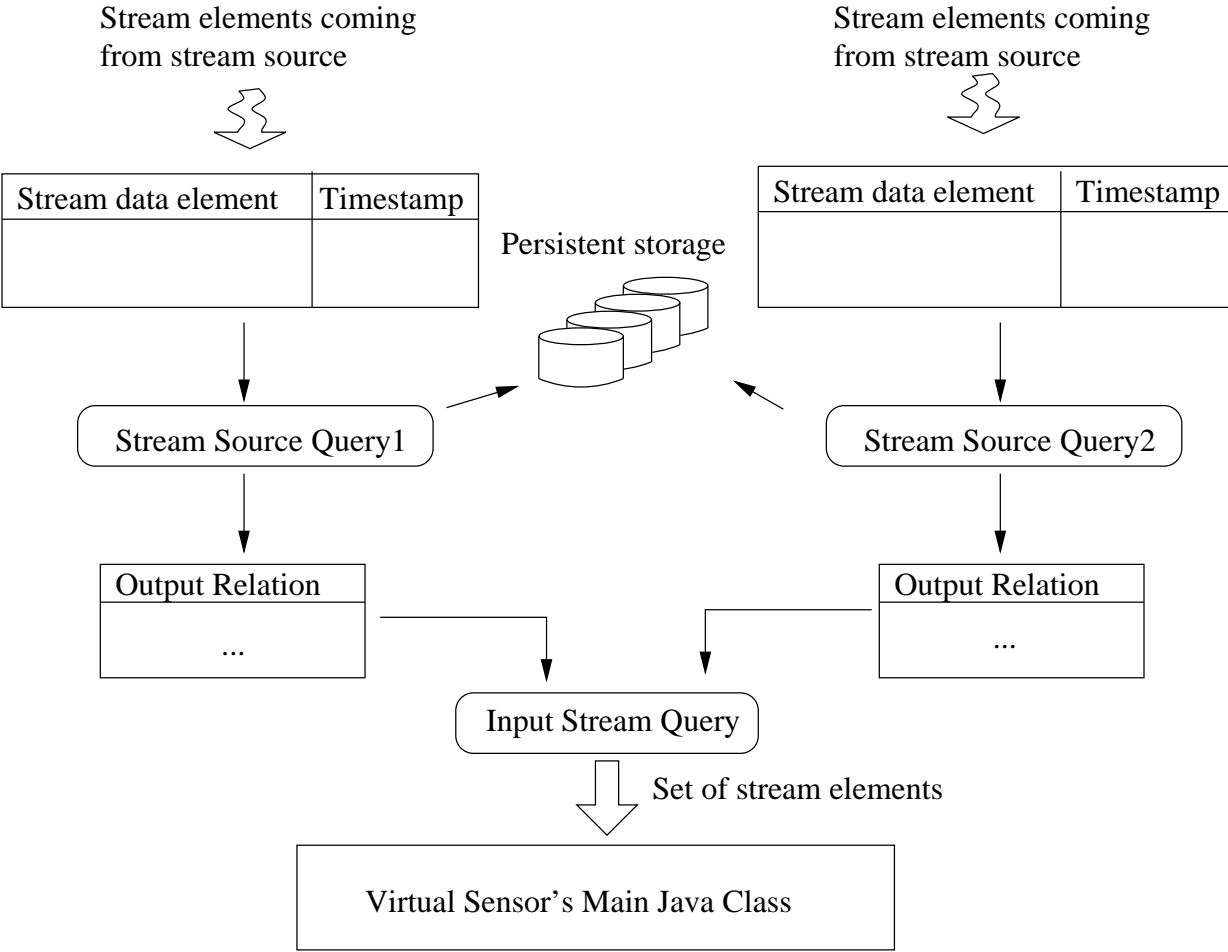 Stream elements coming
from stream source
Stream elements coming
from stream source
Stream data element
Timestamp
Stream data element
Timestamp
Persistent storage
Stream Source Query1
Stream Source Query2
Output Relation
...
Output Relation
...
Input Stream Query
Set of stream elements
Virtual Sensor’s Main Java Class